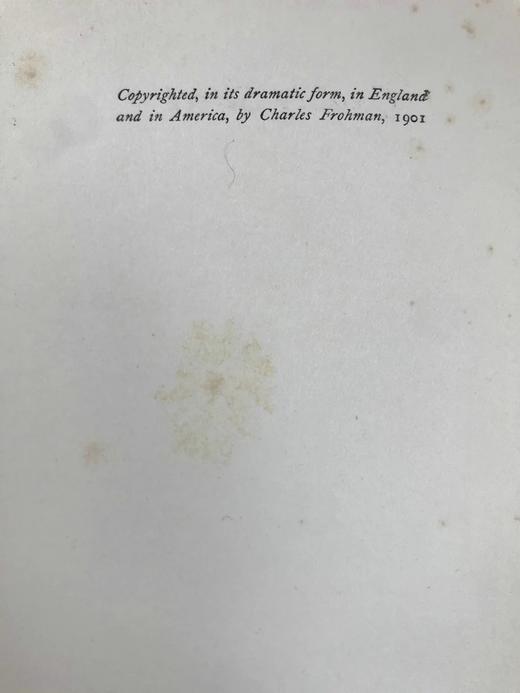 Copyrighted, in its dramatic form, in England
and in America, by Charles Frohman, 1901